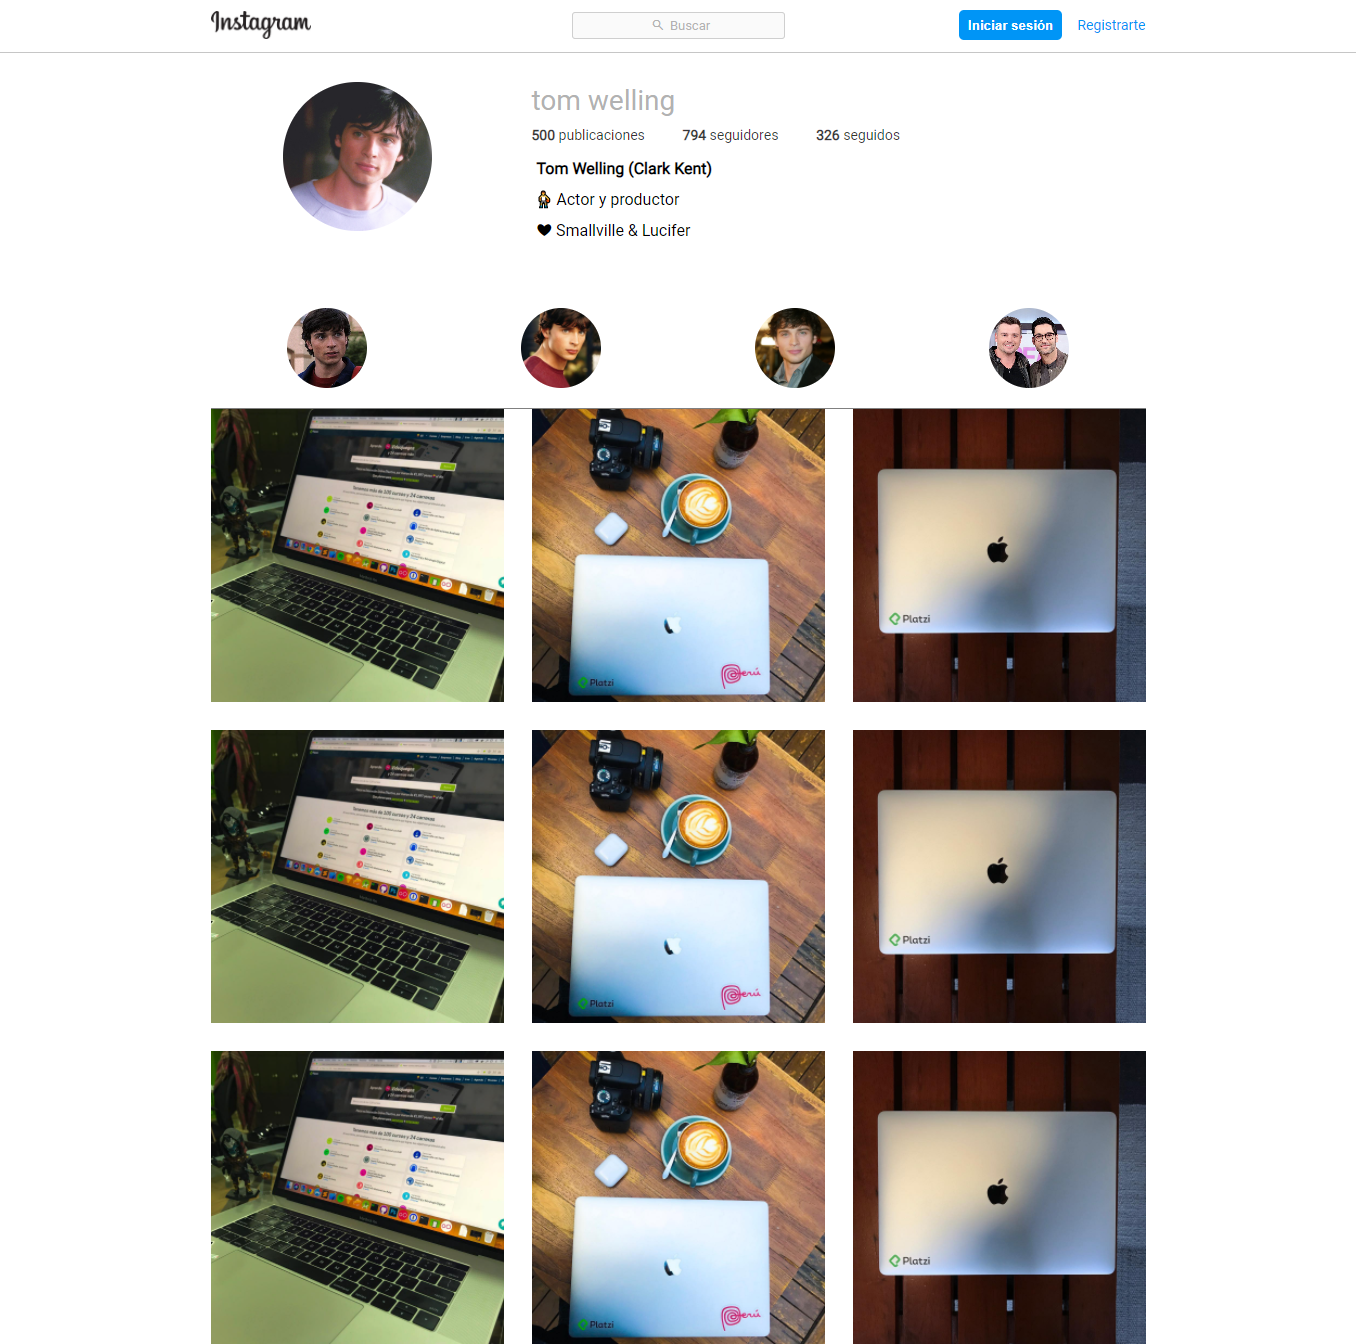 Instagram
Buscar
Iniciar sesión
Registrarte
tom welling
500 publicaciones 794 seguidores 326 seguidos
Tom Welling (Clark Kent)
Actor y productor
Smallville & Lucifer
Platzi
Perú
Platzi
Platzi
Perú
Platzi
Platzi
Perú
Platzi